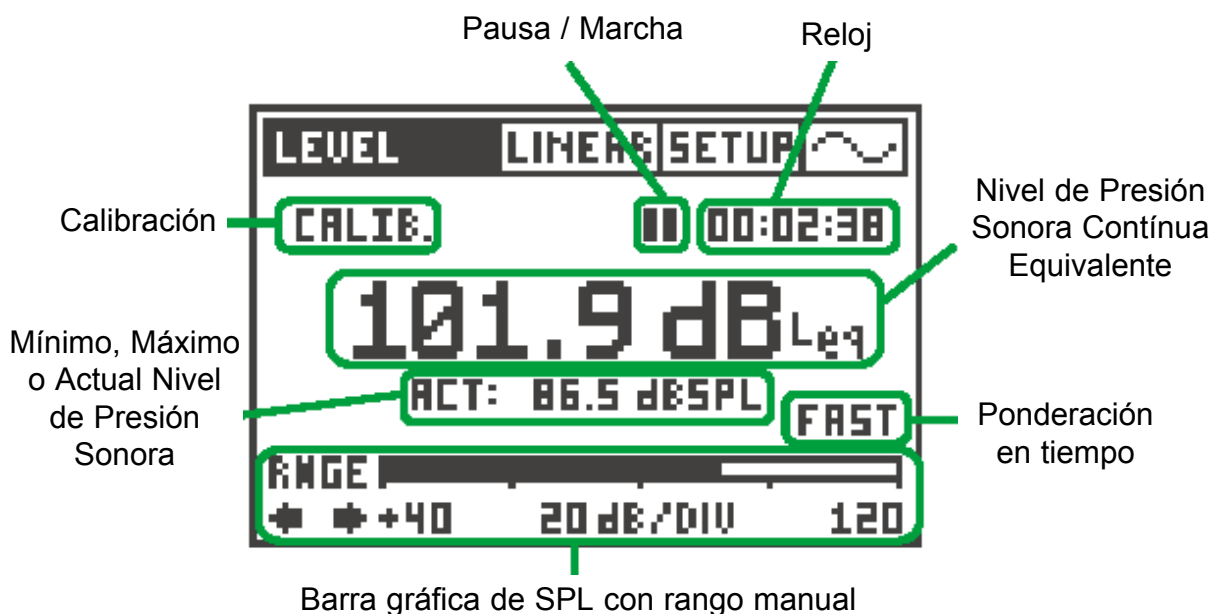 Pausa / Marcha
Reloj
LEVEL LINEAR SETUP
Calibración
CALIB. 00:02:38
Nivel de Presión
Sonora Contínua
Equivalente
101.9 dB Leq
Mínimo, Máximo
o Actual Nivel
de Presión
Sonora
ACT: 86.5 dBSPL
FAST
Ponderación
en tiempo
RNGE
+40 20 dB/DIV 120
Barra gráfica de SPL con rango manual